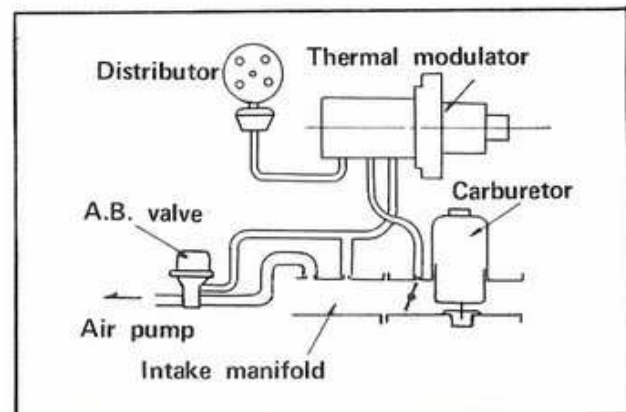 Thermal modulator
Distributor
Carburetor
A.B. valve
Air pump
Intake manifold